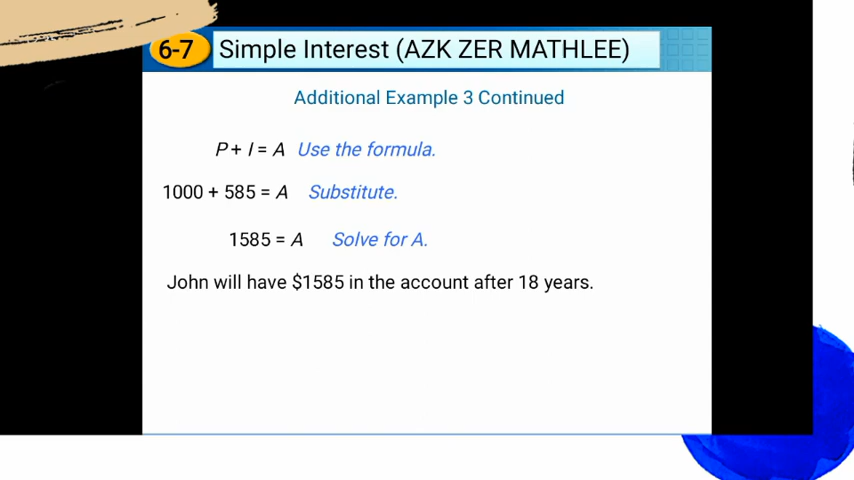 6-7 Simple Interest (AZK ZER MATHLEE)
Additional Example 3 Continued
P + I = A Use the formula.
1000 + 585 = A Substitute.
1585 = A Solve for A.
John will have $1585 in the account after 18 years.